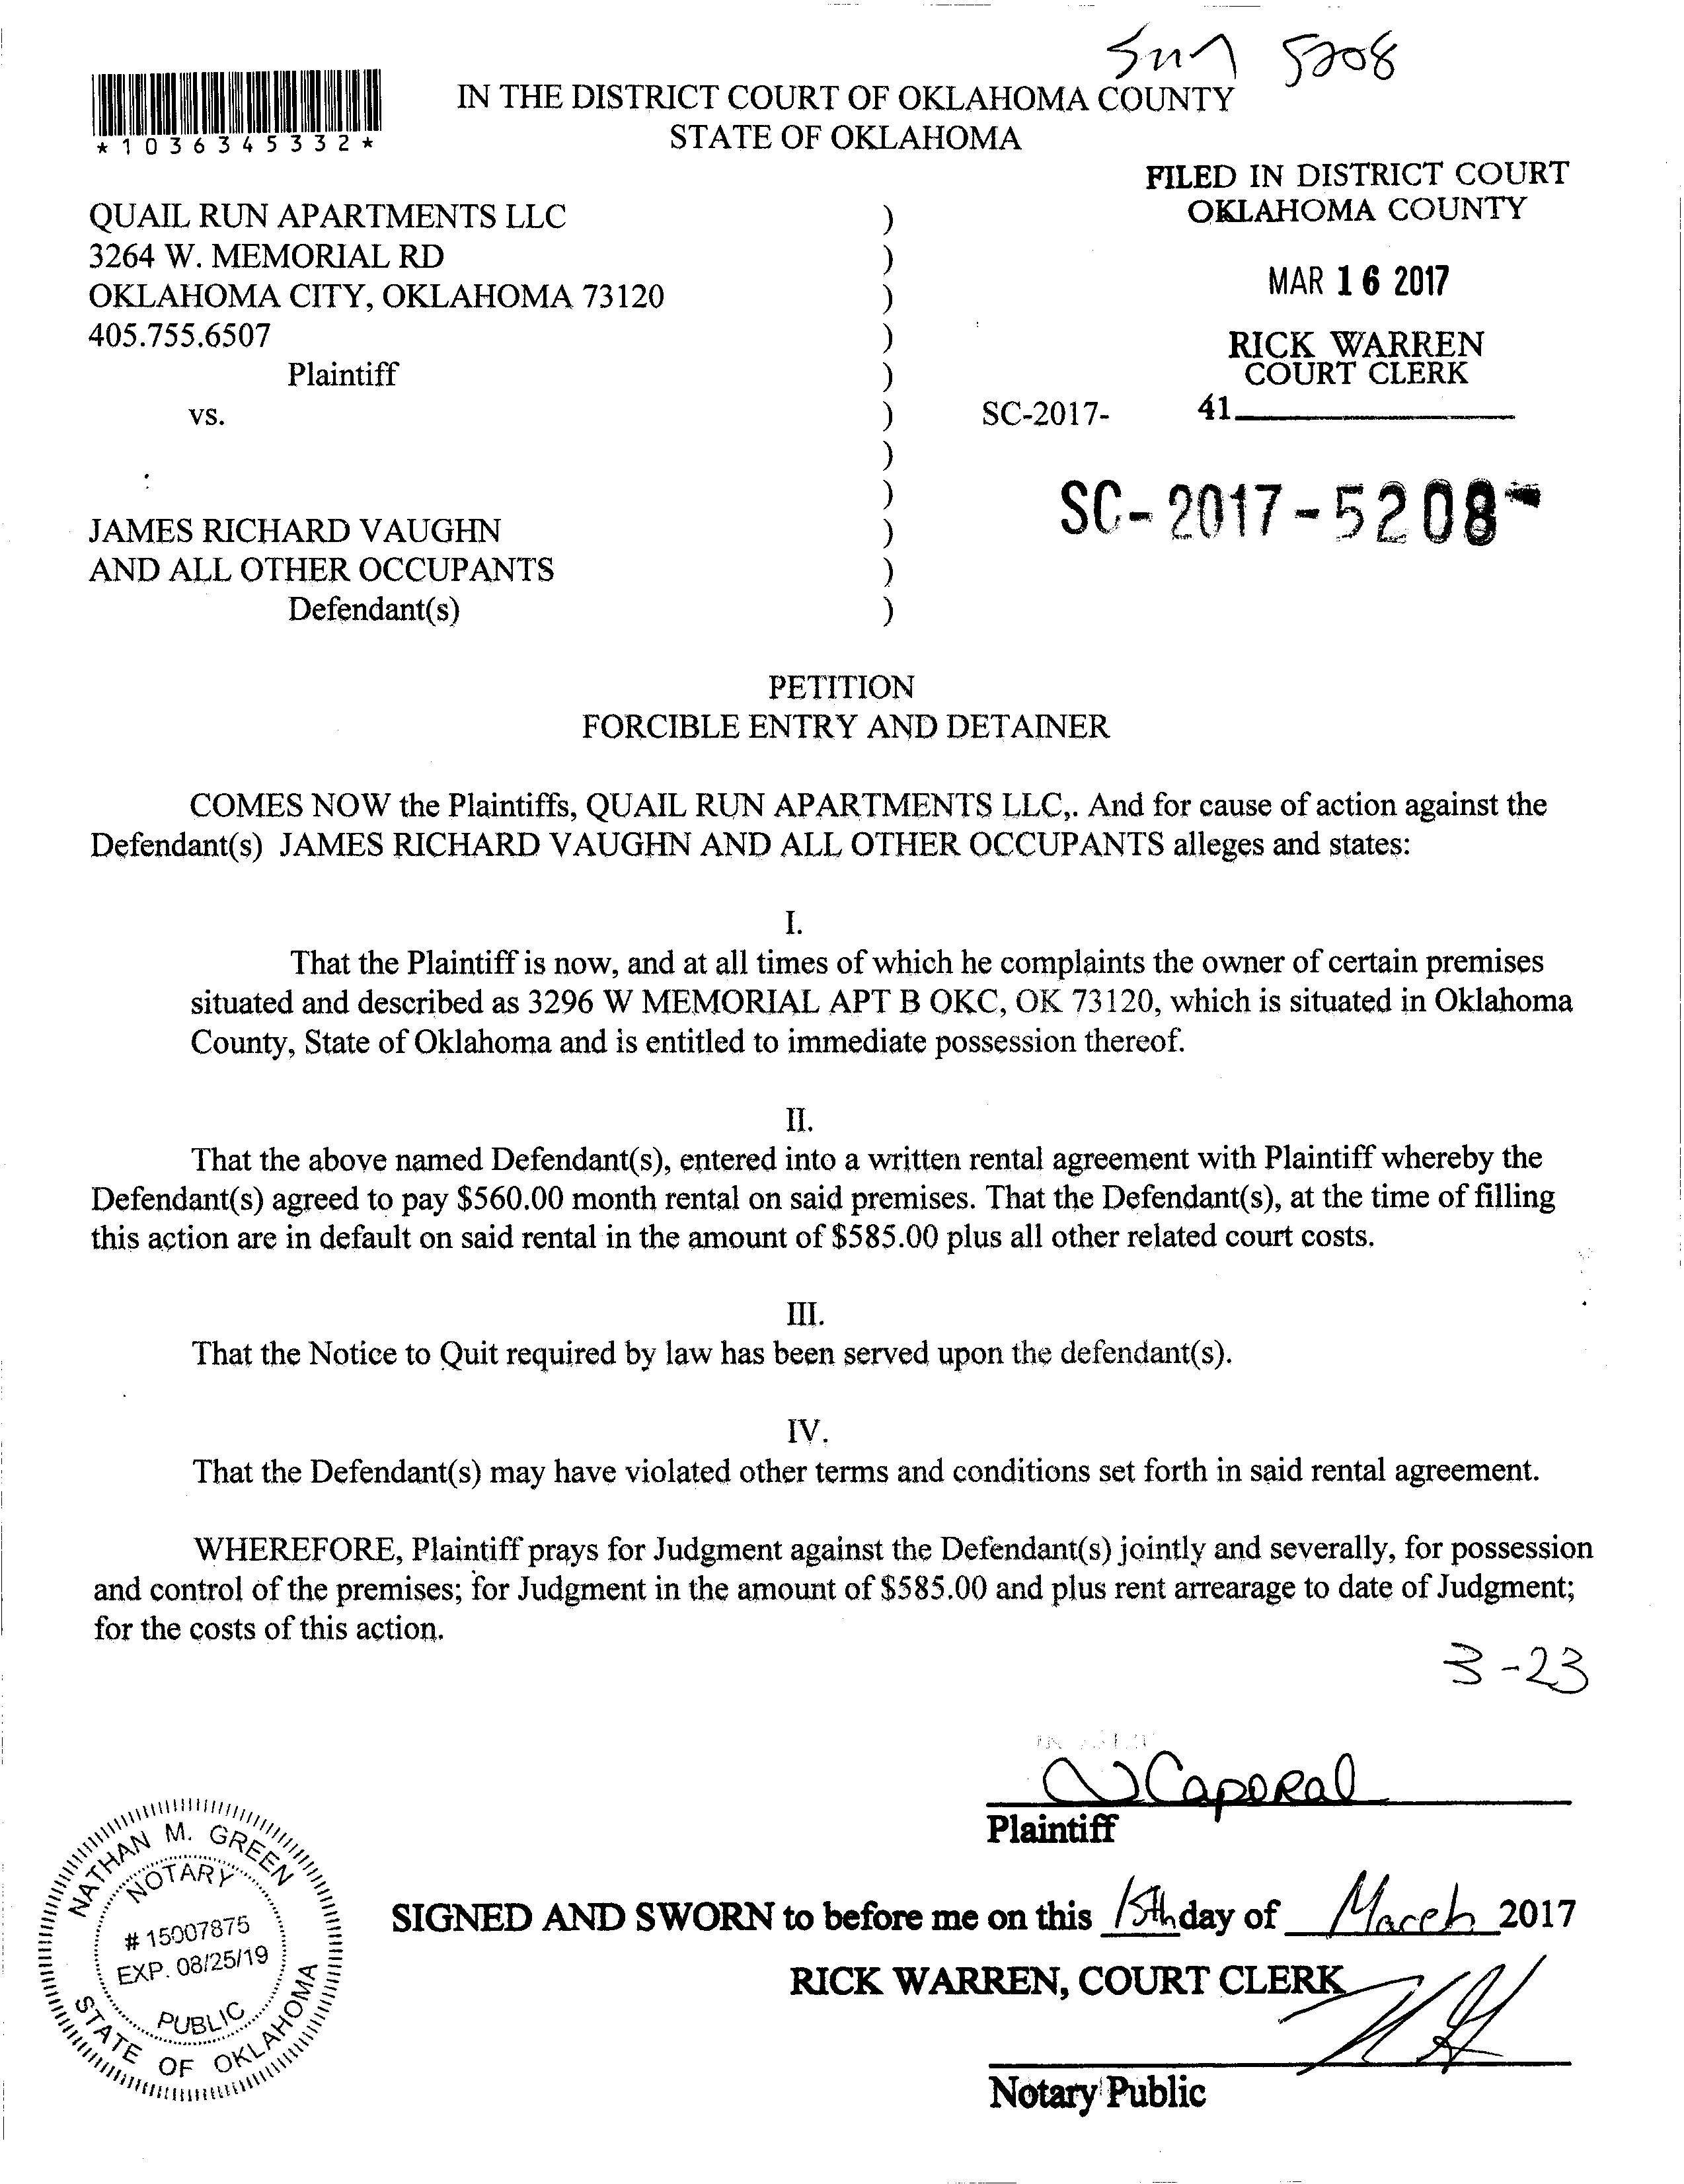 Sm 5208
*1036345332*
IN THE DISTRICT COURT OF OKLAHOMA COUNTY
STATE OF OKLAHOMA
FILED IN DISTRICT COURT
OKLAHOMA COUNTY
MAR 16 2017
RICK WARREN
COURT CLERK
41
QUAIL RUN APARTMENTS LLC )
3264 W. MEMORIAL RD )
OKLAHOMA CITY, OKLAHOMA 73120 )
405.755.6507 )
Plaintiff )
vs. ) SC-2017-
)
)
SC-2017-5208
JAMES RICHARD VAUGHN )
AND ALL OTHER OCCUPANTS )
Defendant(s) )
PETITION
FORCIBLE ENTRY AND DETAINER
COMES NOW the Plaintiffs, QUAIL RUN APARTMENTS LLC,. And for cause of action against the
Defendant(s) JAMES RICHARD VAUGHN AND ALL OTHER OCCUPANTS alleges and states:
I.
That the Plaintiff is now, and at all times of which he complaints the owner of certain premises
situated and described as 3296 W MEMORIAL APT B OKC, OK 73120, which is situated in Oklahoma
County, State of Oklahoma and is entitled to immediate possession thereof.
II.
That the above named Defendant(s), entered into a written rental agreement with Plaintiff whereby the
Defendant(s) agreed to pay $560.00 month rental on said premises. That the Defendant(s), at the time of filling
this action are in default on said rental in the amount of $585.00 plus all other related court costs.
III.
That the Notice to Quit required by law has been served upon the defendant(s).
IV.
That the Defendant(s) may have violated other terms and conditions set forth in said rental agreement.
WHEREFORE, Plaintiff prays for Judgment against the Defendant(s) jointly and severally, for possession
and control of the premises; for Judgment in the amount of $585.00 and plus rent arrearage to date of Judgment;
for the costs of this action.
3-23
N Caporal
Plaintiff
SIGNED AND SWORN to before me on this 15th day of March 2017
RICK WARREN, COURT CLERK
Notary Public
NATHAN M. GREEN
NOTARY
# 15007875
EXP. 08/25/19
PUBLIC
STATE OF OKLAHOMA